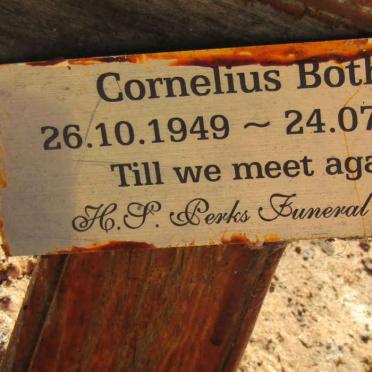 Cornelius Both
26.10.1949 ~ 24.07
Till we meet aga
H.S. Perks Funeral